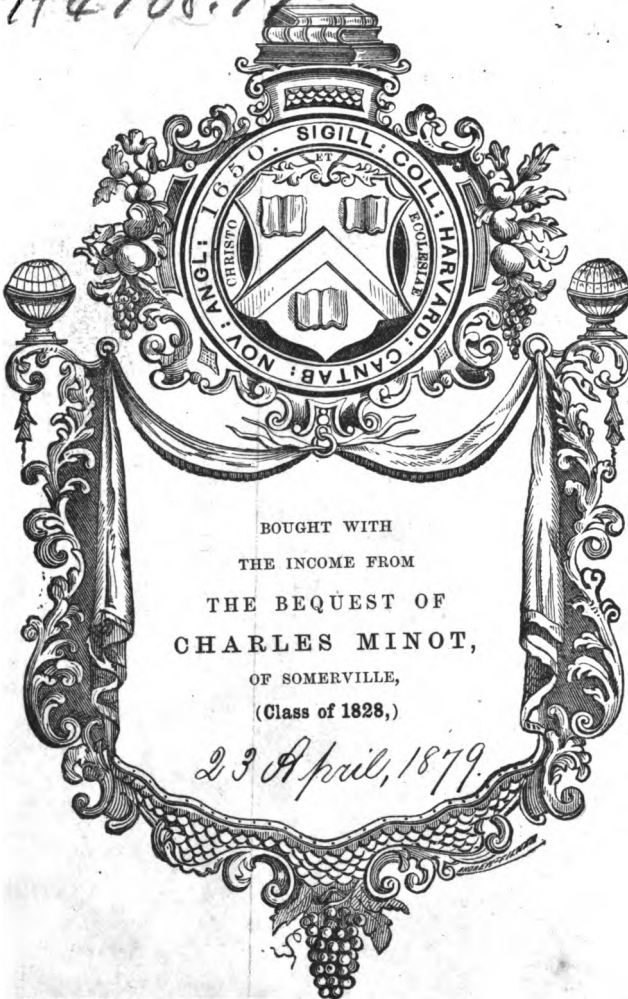 SIGILL: COLL: HARVARD: CANTAB: NOV: ANGL: 1650.
ET
CHRISTO
ECCLESIAE
BOUGHT WITH
THE INCOME FROM
THE BEQUEST OF
CHARLES MINOT,
OF SOMERVILLE,
(Class of 1828,)
23 April, 1879.